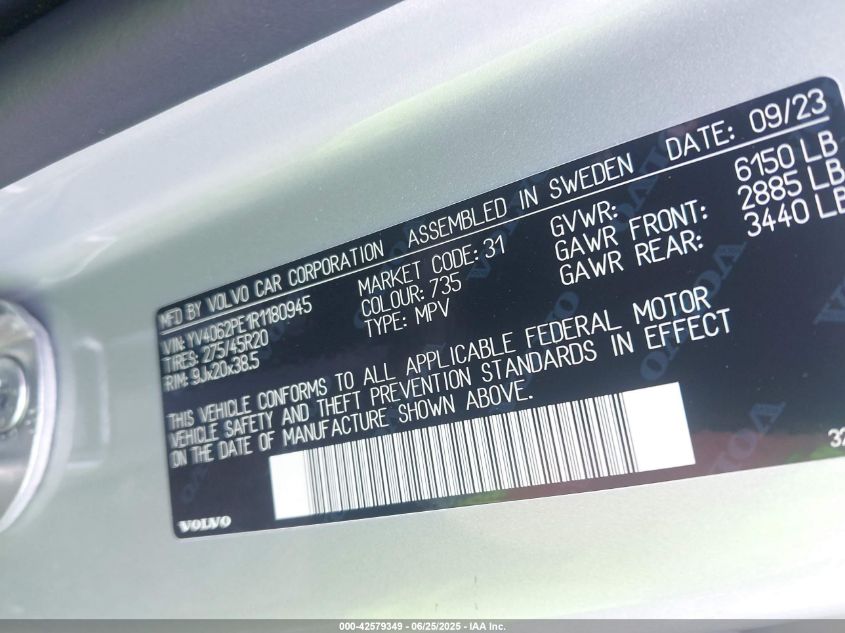 MFD BY VOLVO CAR CORPORATION ASSEMBLED IN SWEDEN DATE: 09/23
VIN: YV4062PE1R1180945 MARKET CODE: 31 GVWR: 6150 LB
TIRES: 275/45R20 COLOUR: 735 GAWR FRONT: 2885 LB
RIM: 9Jx20x38.5 TYPE: MPV GAWR REAR: 3440 LB
THIS VEHICLE CONFORMS TO ALL APPLICABLE FEDERAL MOTOR
VEHICLE SAFETY AND THEFT PREVENTION STANDARDS IN EFFECT
ON THE DATE OF MANUFACTURE SHOWN ABOVE.
32
VOLVO
000-42579349 - 06/25/2025 - IAA Inc.